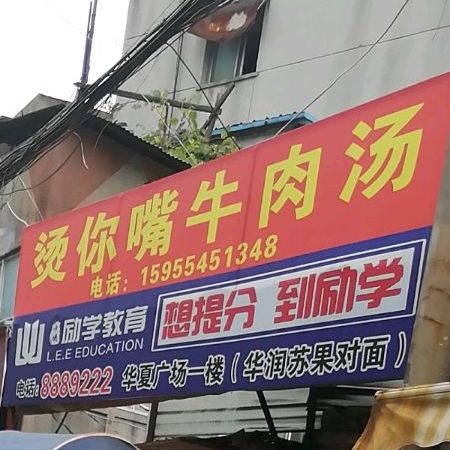 烫你嘴牛肉汤
电话：15955451348
励学教育
L.E.E EDUCATION
想提分 到励学
电话：8889222 华夏广场一楼（华润苏果对面）